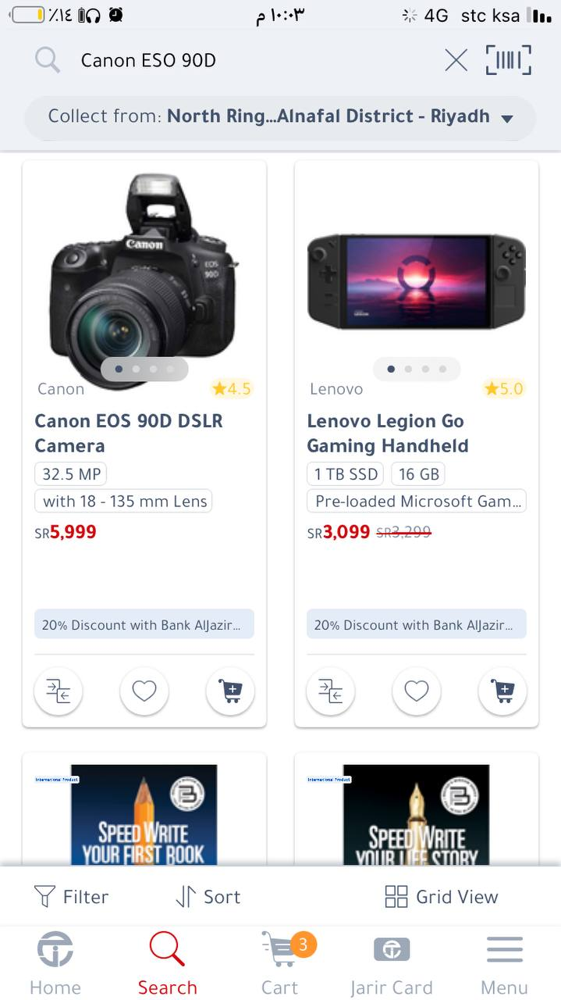 ٪١٤
١٠:٠٣ م
4G stc ksa
Canon ESO 90D
Collect from: North Ring...Alnafal District - Riyadh
Canon
EOS
90D
Canon
4.5
Canon EOS 90D DSLR
Camera
32.5 MP
with 18 - 135 mm Lens
SR5,999
20% Discount with Bank AlJazir...
LEGION
Lenovo
5.0
Lenovo Legion Go
Gaming Handheld
1 TB SSD
16 GB
Pre-loaded Microsoft Gam...
SR3,099 SR3,299
20% Discount with Bank AlJazir...
International Product
SPEED WRITE
YOUR FIRST BOOK
International Product
SPEED WRITE
YOUR LIFE STORY
Filter
Sort
Grid View
Home
Search
3
Cart
Jarir Card
Menu